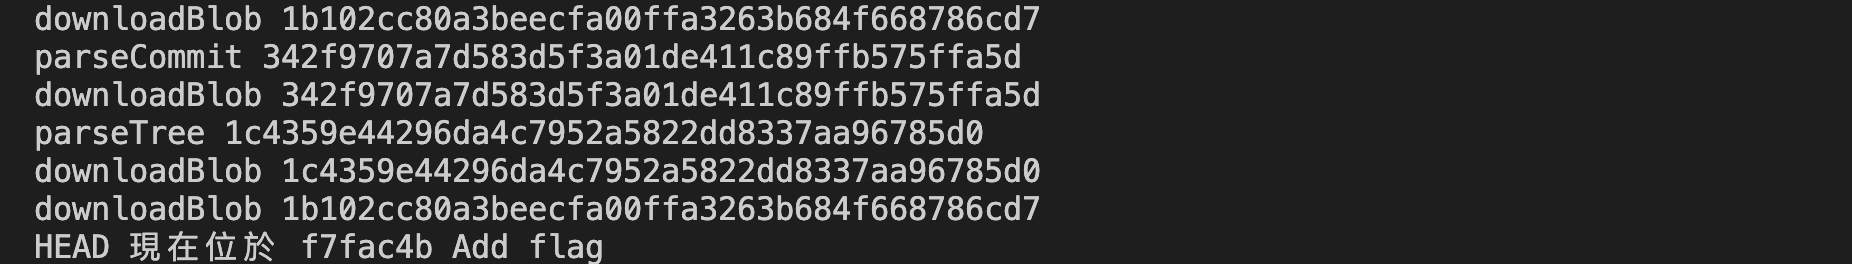 downloadBlob 1b102cc80a3beecfa00ffa3263b684f668786cd7
parseCommit 342f9707a7d583d5f3a01de411c89ffb575ffa5d
downloadBlob 342f9707a7d583d5f3a01de411c89ffb575ffa5d
parseTree 1c4359e44296da4c7952a5822dd8337aa96785d0
downloadBlob 1c4359e44296da4c7952a5822dd8337aa96785d0
downloadBlob 1b102cc80a3beecfa00ffa3263b684f668786cd7
HEAD 現在位於 f7fac4b Add flag